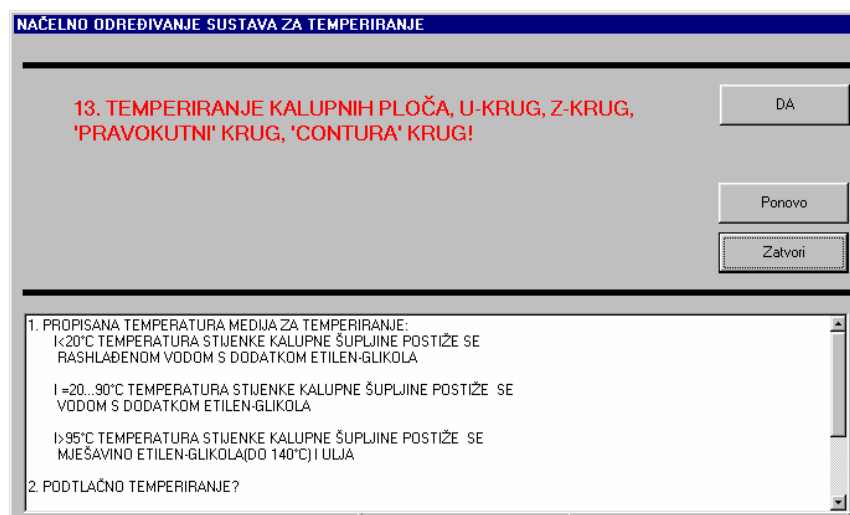 NAČELNO ODREĐIVANJE SUSTAVA ZA TEMPERIRANJE
13. TEMPERIRANJE KALUPNIH PLOČA, U-KRUG, Z-KRUG,
'PRAVOKUTNI' KRUG, 'CONTURA' KRUG!
DA
Ponovo
Zatvori
1. PROPISANA TEMPERATURA MEDIJA ZA TEMPERIRANJE:
I<20°C TEMPERATURA STIJENKE KALUPNE ŠUPLJINE POSTIŽE SE
RASHLAĐENOM VODOM S DODATKOM ETILEN-GLIKOLA
I =20...90°C TEMPERATURA STIJENKE KALUPNE ŠUPLJINE POSTIŽE SE
VODOM S DODATKOM ETILEN-GLIKOLA
I>95°C TEMPERATURA STIJENKE KALUPNE ŠUPLJINE POSTIŽE SE
MJEŠAVINO ETILEN-GLIKOLA(DO 140°C) I ULJA
2. PODTLAČNO TEMPERIRANJE?